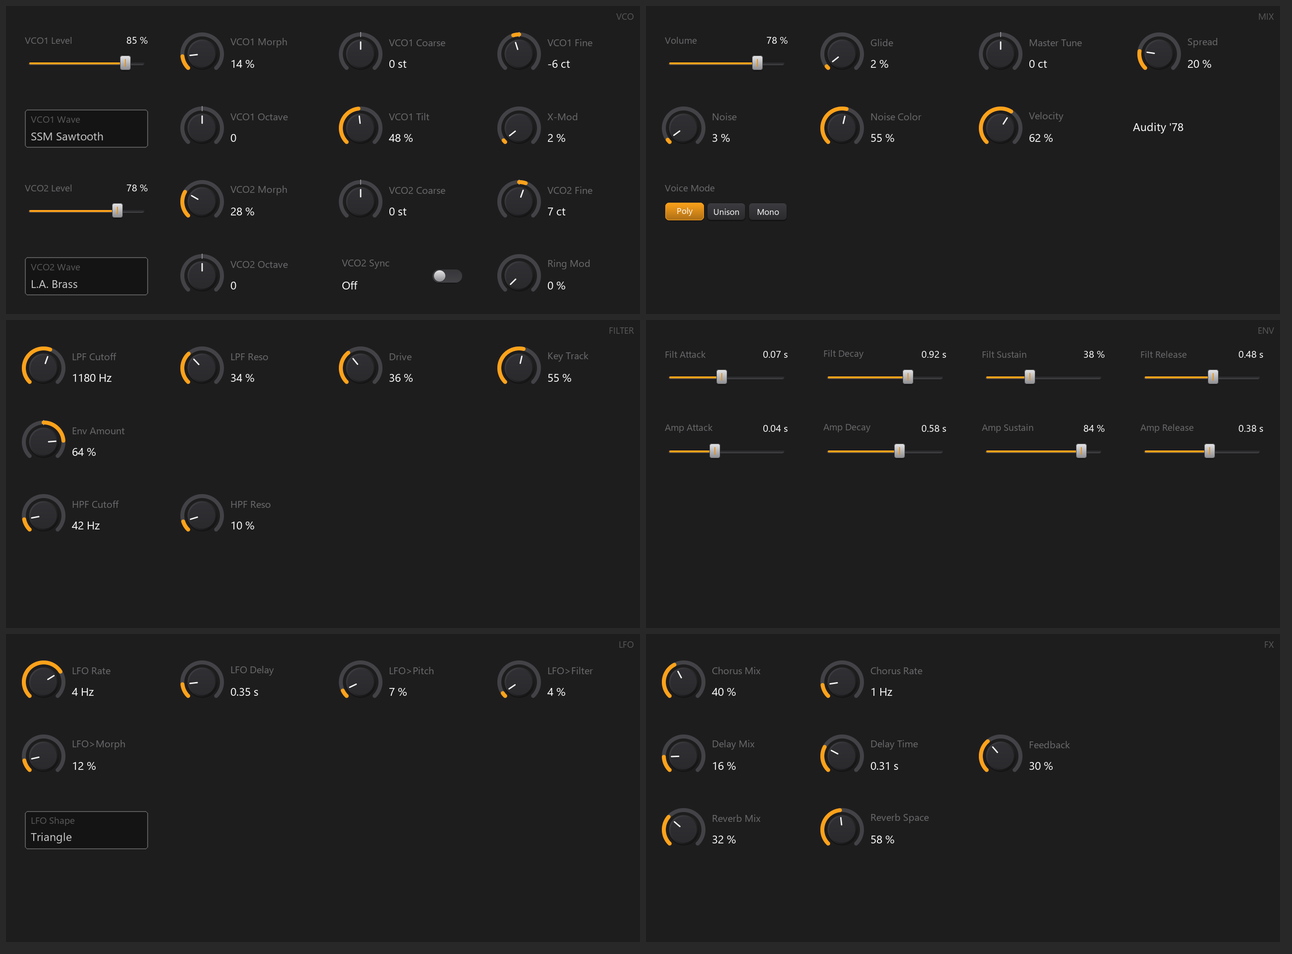 VCO
VCO1 Level 85 %
VCO1 Morph
14 %
VCO1 Coarse
0 st
VCO1 Fine
-6 ct
VCO1 Wave
SSM Sawtooth
VCO1 Octave
0
VCO1 Tilt
48 %
X-Mod
2 %
VCO2 Level 78 %
VCO2 Morph
28 %
VCO2 Coarse
0 st
VCO2 Fine
7 ct
VCO2 Wave
L.A. Brass
VCO2 Octave
0
VCO2 Sync
Off
Ring Mod
0 %
MIX
Volume 78 %
Glide
2 %
Master Tune
0 ct
Spread
20 %
Noise
3 %
Noise Color
55 %
Velocity
62 %
Audity '78
Voice Mode
Poly Unison Mono
FILTER
LPF Cutoff
1180 Hz
LPF Reso
34 %
Drive
36 %
Key Track
55 %
Env Amount
64 %
HPF Cutoff
42 Hz
HPF Reso
10 %
ENV
Filt Attack 0.07 s
Filt Decay 0.92 s
Filt Sustain 38 %
Filt Release 0.48 s
Amp Attack 0.04 s
Amp Decay 0.58 s
Amp Sustain 84 %
Amp Release 0.38 s
LFO
LFO Rate
4 Hz
LFO Delay
0.35 s
LFO>Pitch
7 %
LFO>Filter
4 %
LFO>Morph
12 %
LFO Shape
Triangle
FX
Chorus Mix
40 %
Chorus Rate
1 Hz
Delay Mix
16 %
Delay Time
0.31 s
Feedback
30 %
Reverb Mix
32 %
Reverb Space
58 %